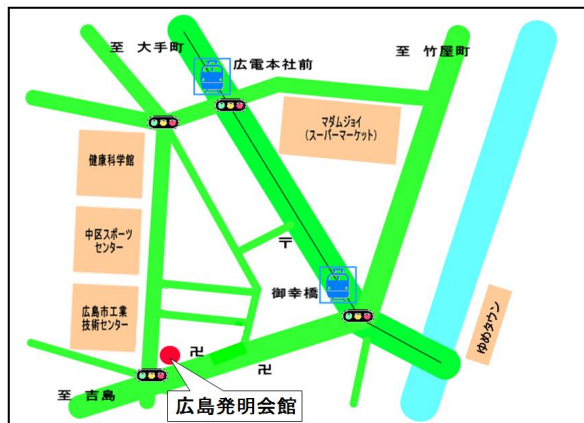 至 大手町
広電本社前
至 竹屋町
マダムジョイ
(スーパーマーケット)
健康科学館
中区スポーツ
センター
〒
御幸橋
広島市工業
技術センター
ゆめタウン
卍
卍
至 吉島
広島発明会館